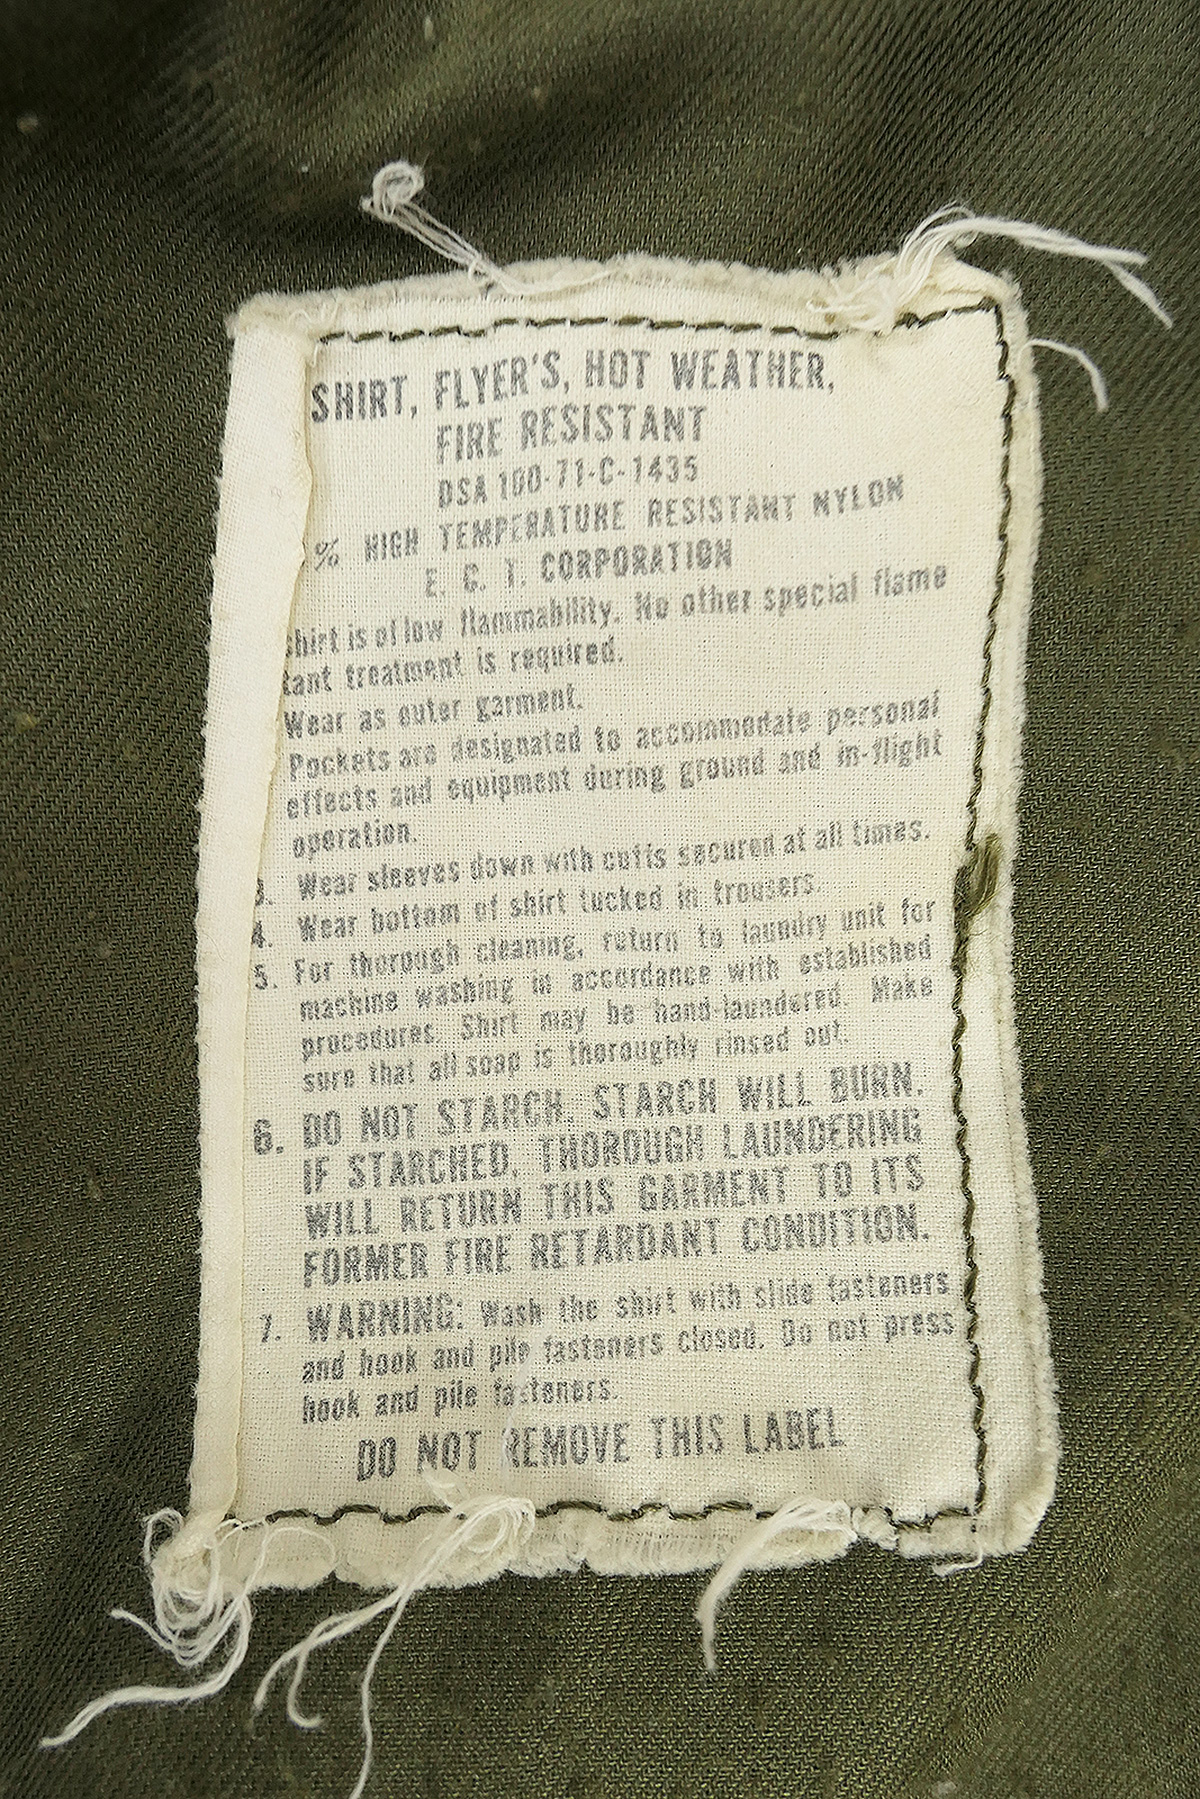 SHIRT, FLYER'S, HOT WEATHER,
FIRE RESISTANT
DSA 100-71-C-1435
% HIGH TEMPERATURE RESISTANT NYLON
E. G. T. CORPORATION
shirt is of low flammability. No other special flame
tant treatment is required.
Wear as outer garment.
Pockets are designated to accommodate personal
effects and equipment during ground and in-flight
operation.
3. Wear sleeves down with cuffs secured at all times.
4. Wear bottom of shirt tucked in trousers.
5. For thorough cleaning, return to laundry unit for
machine washing in accordance with established
procedures. Shirt may be hand-laundered. Make
sure that all soap is thoroughly rinsed out.
6. DO NOT STARCH. STARCH WILL BURN.
IF STARCHED, THOROUGH LAUNDERING
WILL RETURN THIS GARMENT TO ITS
FORMER FIRE RETARDANT CONDITION.
7. WARNING: Wash the shirt with slide fasteners
and hook and pile fasteners closed. Do not press
hook and pile fasteners.
DO NOT REMOVE THIS LABEL